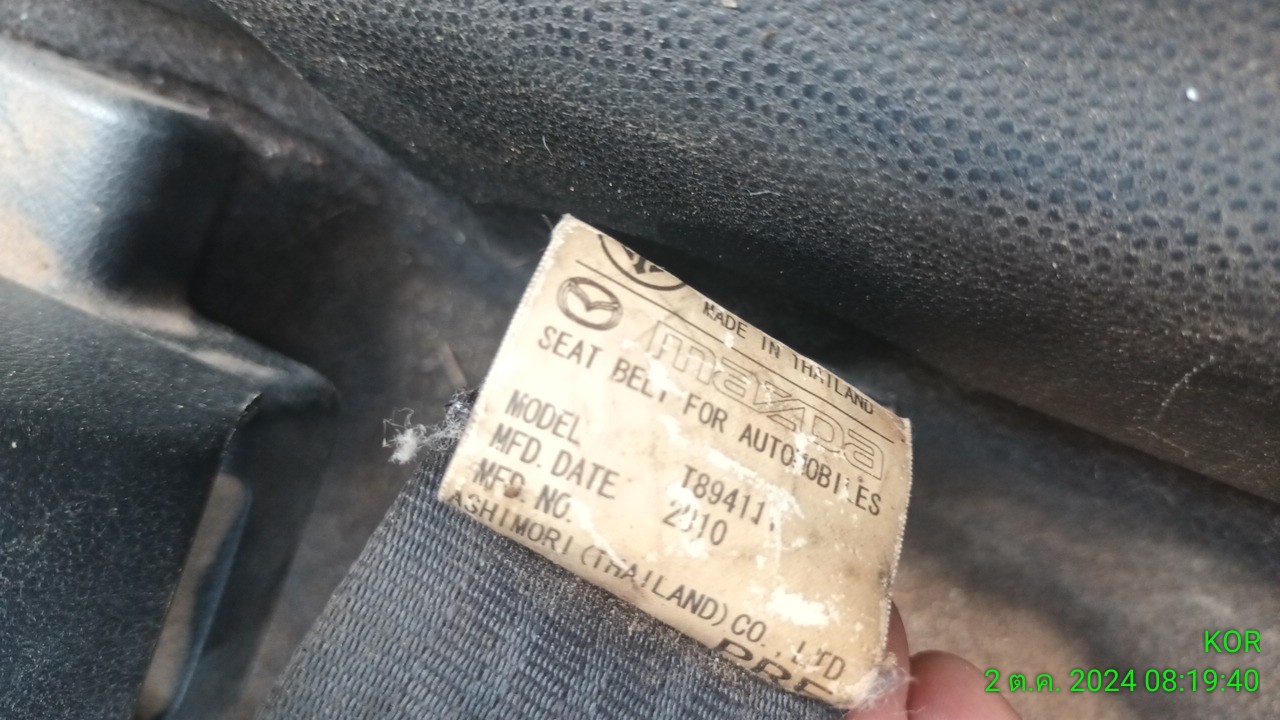 MADE IN THAILAND
mazda
SEAT BELT FOR AUTOMOBILES
MODEL
MFD. DATE 2010
MFD. NO.
ASHIMORI (THAILAND) CO., LTD
KOR
2 ต.ค. 2024 08:19:40